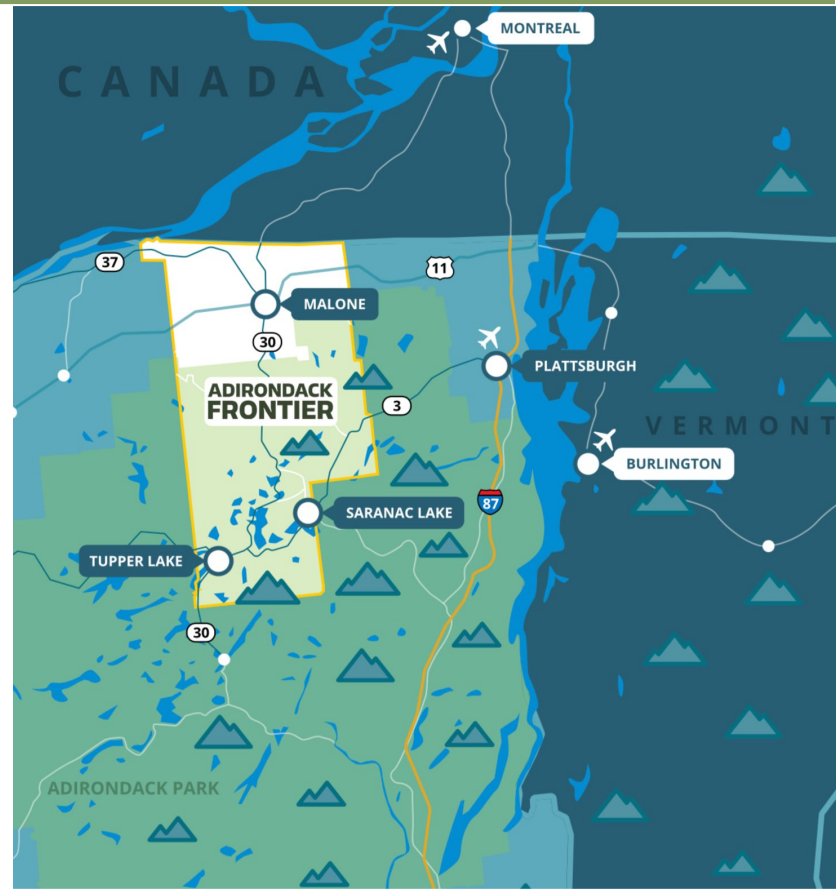 MONTREAL
CANADA
37
11
MALONE
30
PLATTSBURGH
ADIRONDACK
FRONTIER
3
VERMONT
BURLINGTON
87
SARANAC LAKE
TUPPER LAKE
30
ADIRONDACK PARK